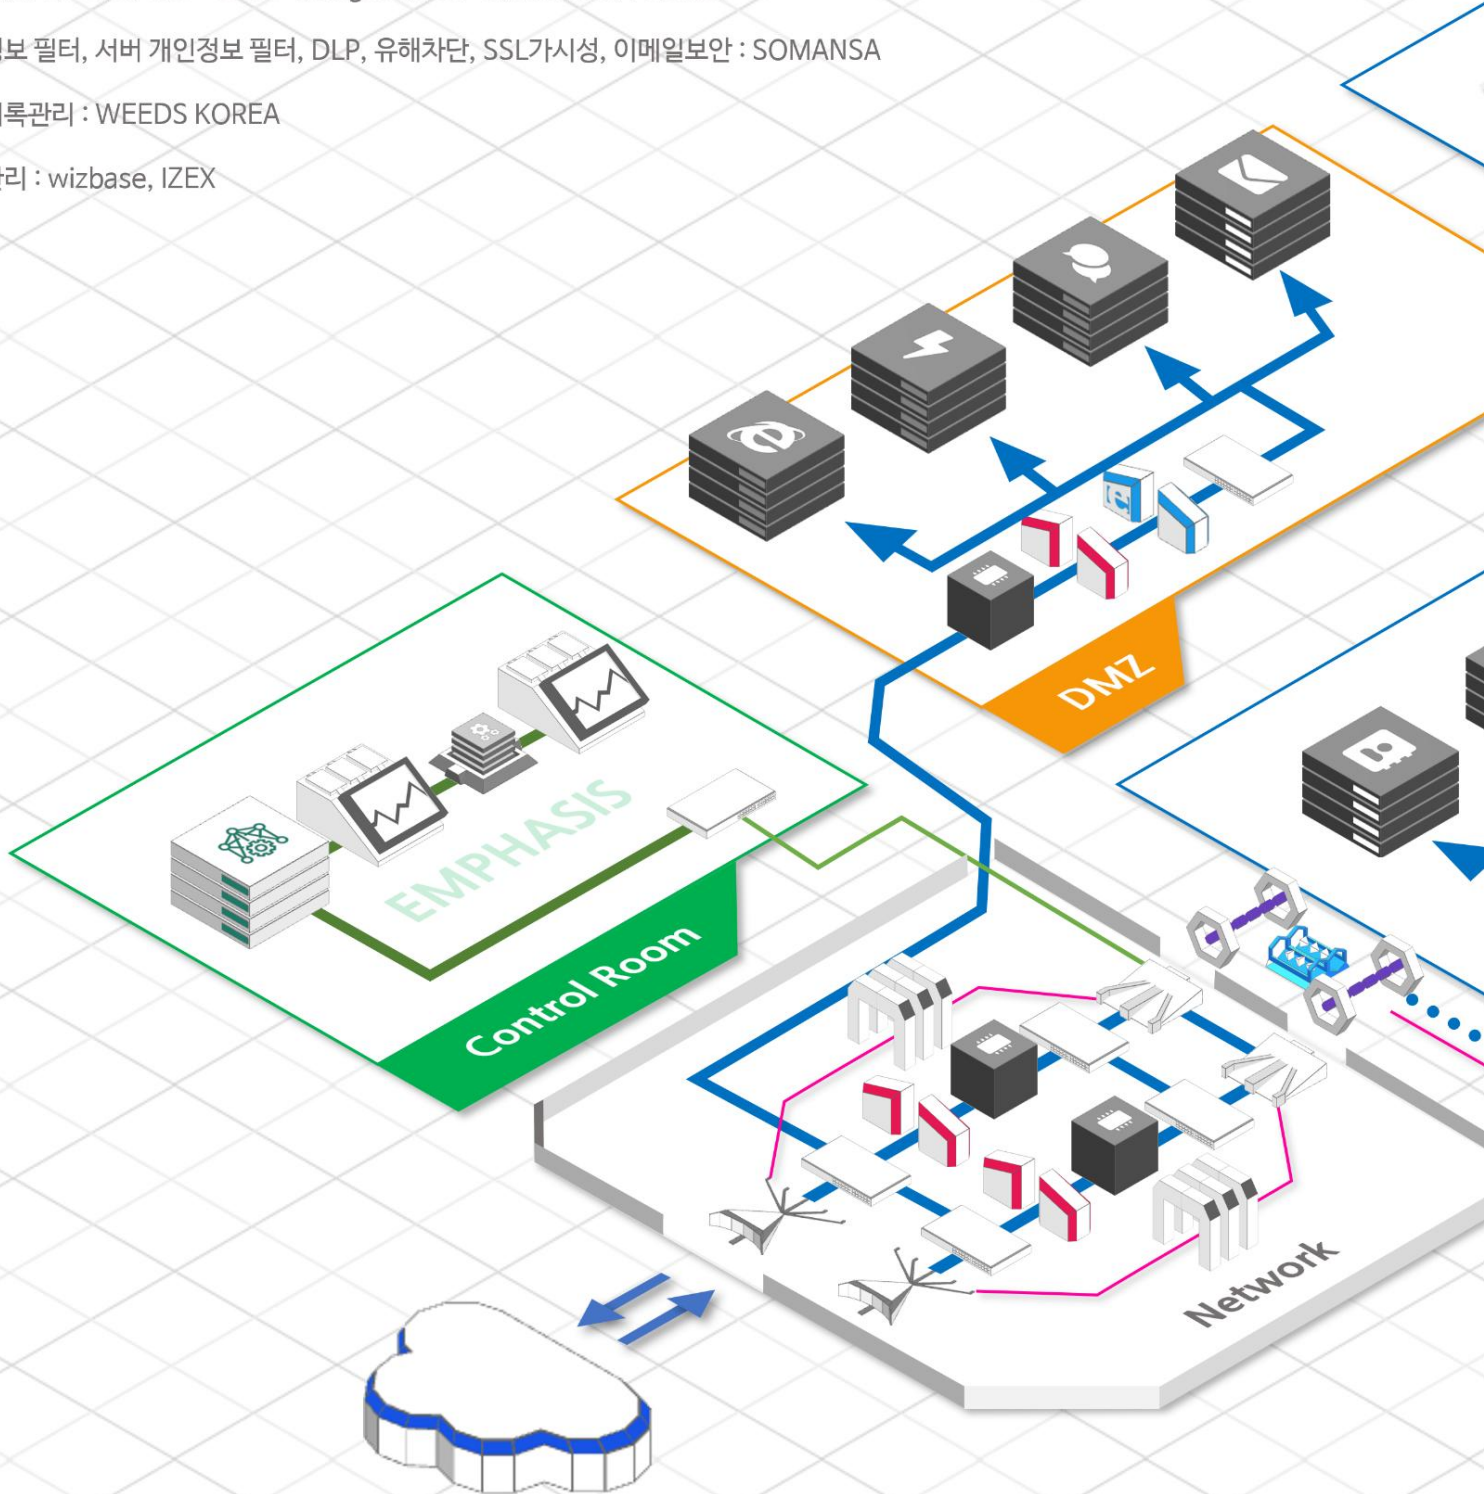 보 필터, 서버 개인정보 필터, DLP, 유해차단, SSL가시성, 이메일보안 : SOMANSA
록관리 : WEEDS KOREA
리 : wizbase, IZEX
DMZ
EMPHASIS
Control Room
Network